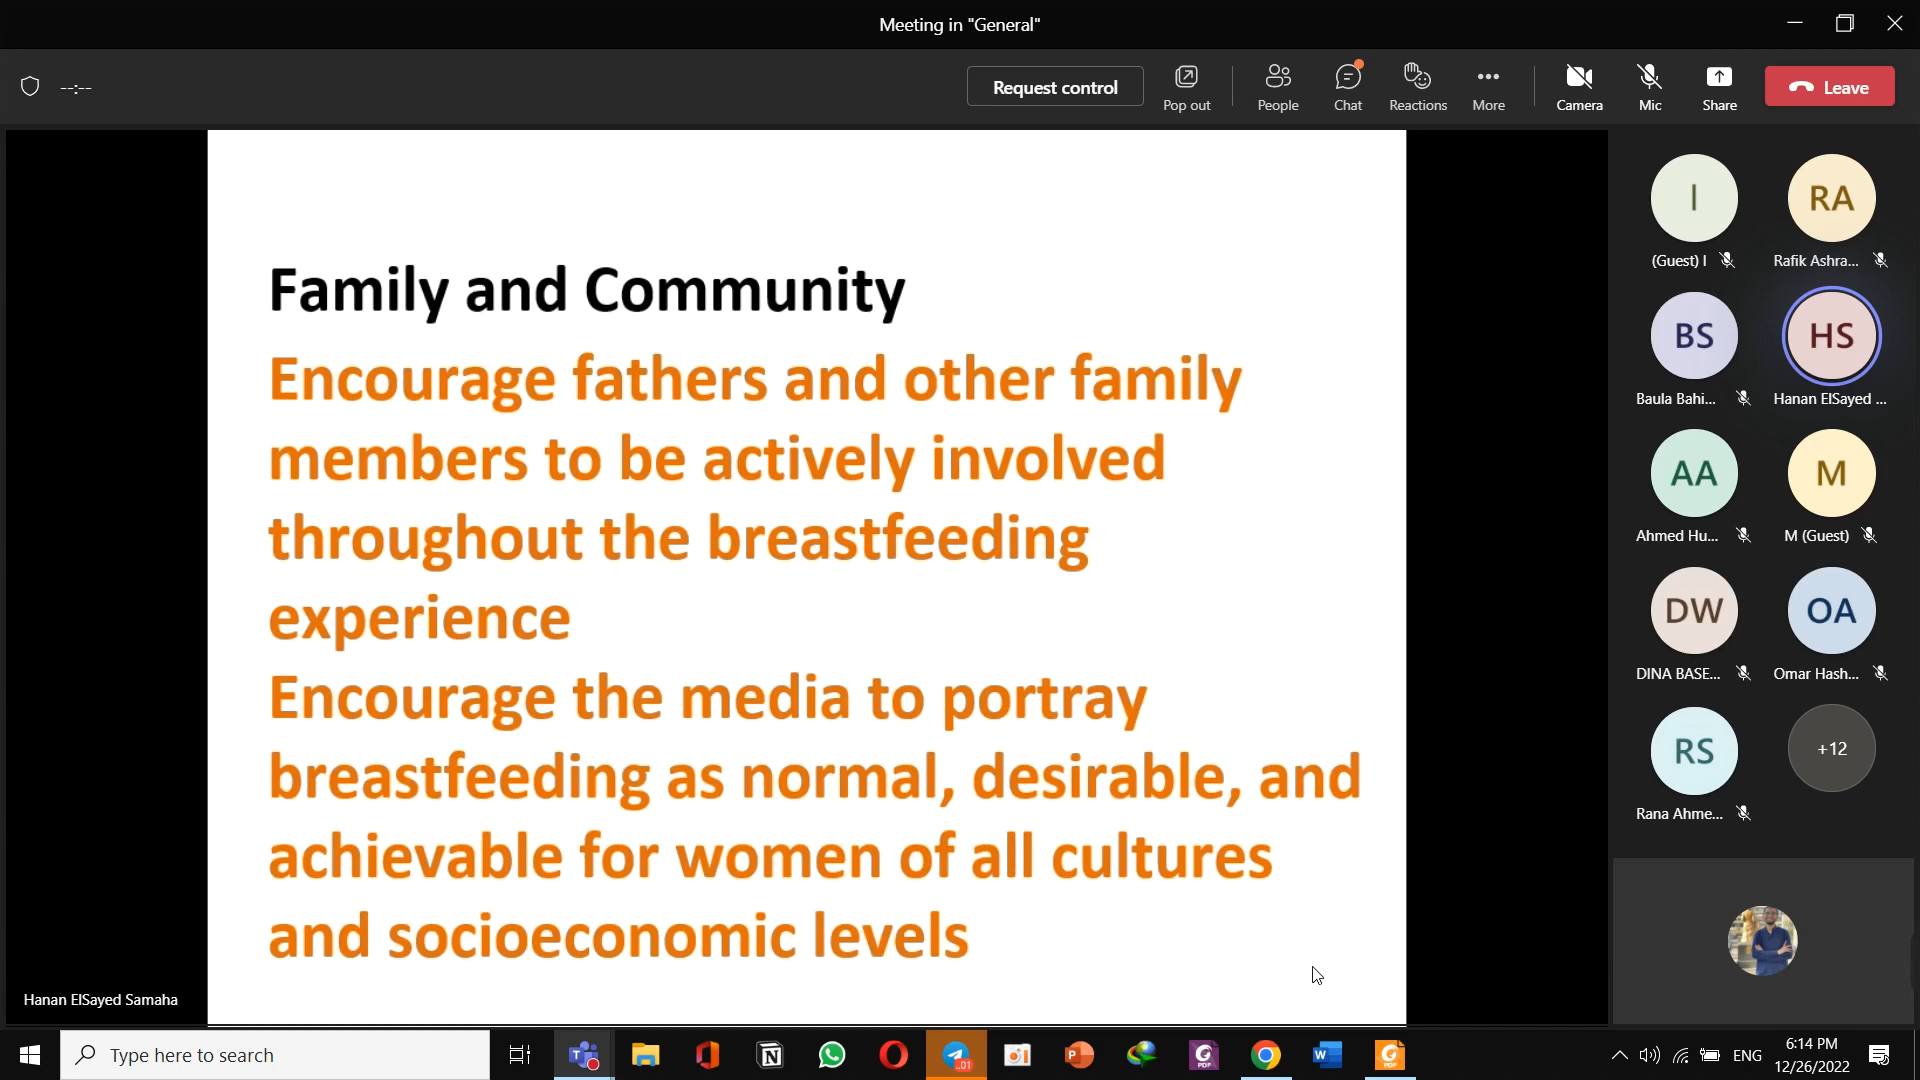 Meeting in "General"
--:--
Request control
Pop out
People
Chat
Reactions
More
Camera
Mic
Share
Leave
Family and Community
Encourage fathers and other family
members to be actively involved
throughout the breastfeeding
experience
Encourage the media to portray
breastfeeding as normal, desirable, and
achievable for women of all cultures
and socioeconomic levels
Hanan ElSayed Samaha
I
RA
(Guest) I
Rafik Ashra...
BS
HS
Baula Bahi...
Hanan ElSayed ...
AA
M
Ahmed Hu...
M (Guest)
DW
OA
DINA BASE...
Omar Hash...
RS
+12
Rana Ahme...
Type here to search
ENG
6:14 PM
12/26/2022